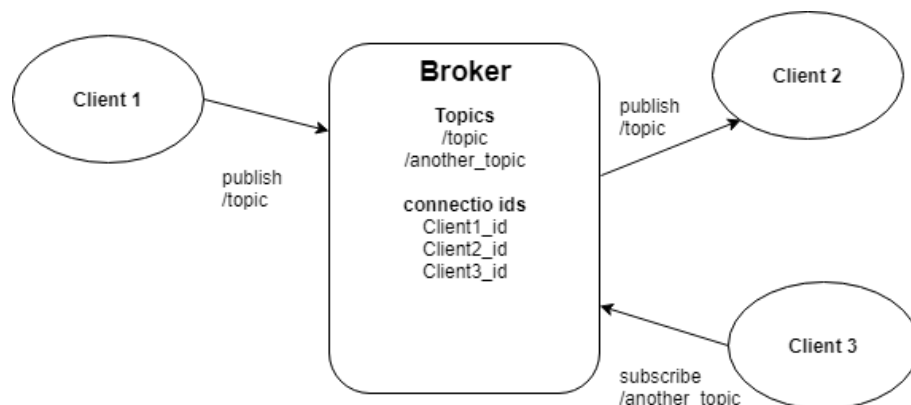 Client 1
publish
/topic
Broker
Topics
/topic
/another_topic
connectio ids
Client1_id
Client2_id
Client3_id
publish
/topic
Client 2
Client 3
subscribe
/another_topic